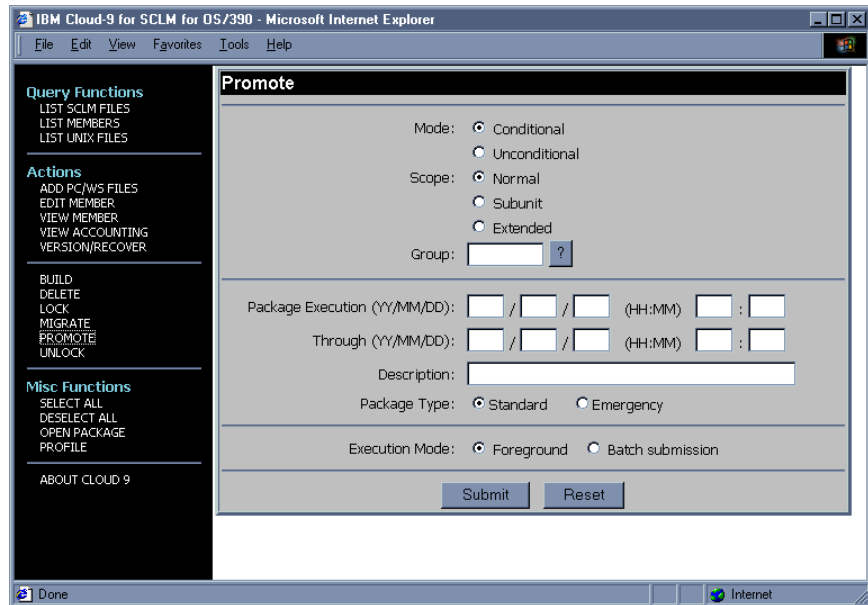 IBM Cloud-9 for SCLM for OS/390 - Microsoft Internet Explorer
File Edit View Favorites Tools Help
Query Functions
LIST SCLM FILES
LIST MEMBERS
LIST UNIX FILES
Actions
ADD PC/WS FILES
EDIT MEMBER
VIEW MEMBER
VIEW ACCOUNTING
VERSION/RECOVER
BUILD
DELETE
LOCK
MIGRATE
PROMOTE
UNLOCK
Misc Functions
SELECT ALL
DESELECT ALL
OPEN PACKAGE
PROFILE
ABOUT CLOUD 9
Promote
Mode: Conditional
Unconditional
Scope: Normal
Subunit
Extended
Group: ?
Package Execution (YY/MM/DD): / / (HH:MM) :
Through (YY/MM/DD): / / (HH:MM) :
Description:
Package Type: Standard Emergency
Execution Mode: Foreground Batch submission
Submit Reset
Done Internet